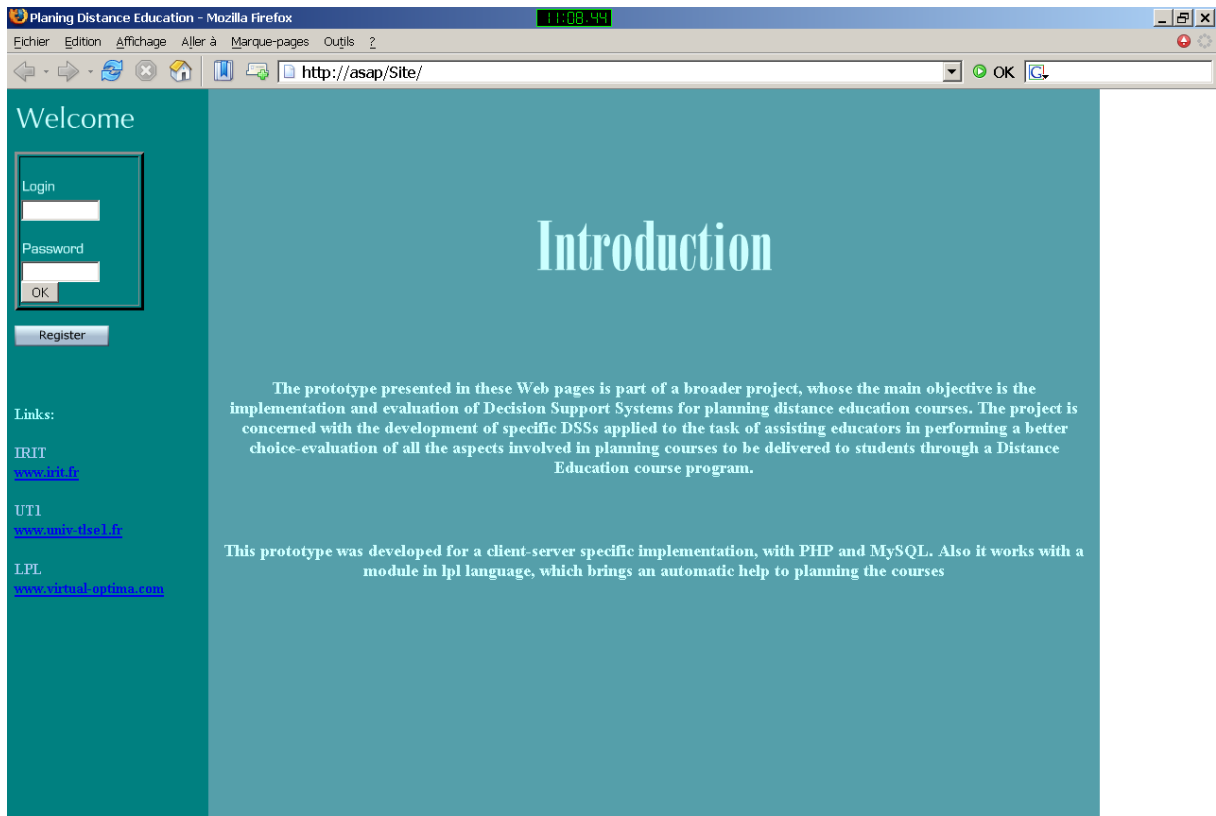 Planing Distance Education - Mozilla Firefox
11:08:44
Fichier Edition Affichage Aller à Marque-pages Outils ?
http://asap/Site/
OK
G
Welcome
Login
Password
OK
Register
Links:
IRIT
www.irit.fr
UT1
www.univ-tlse1.fr
LPL
www.virtual-optima.com
Introduction
The prototype presented in these Web pages is part of a broader project, whose the main objective is the
implementation and evaluation of Decision Support Systems for planning distance education courses. The project is
concerned with the development of specific DSSs applied to the task of assisting educators in performing a better
choice-evaluation of all the aspects involved in planning courses to be delivered to students through a Distance
Education course program.
This prototype was developed for a client-server specific implementation, with PHP and MySQL. Also it works with a
module in lpl language, which brings an automatic help to planning the courses